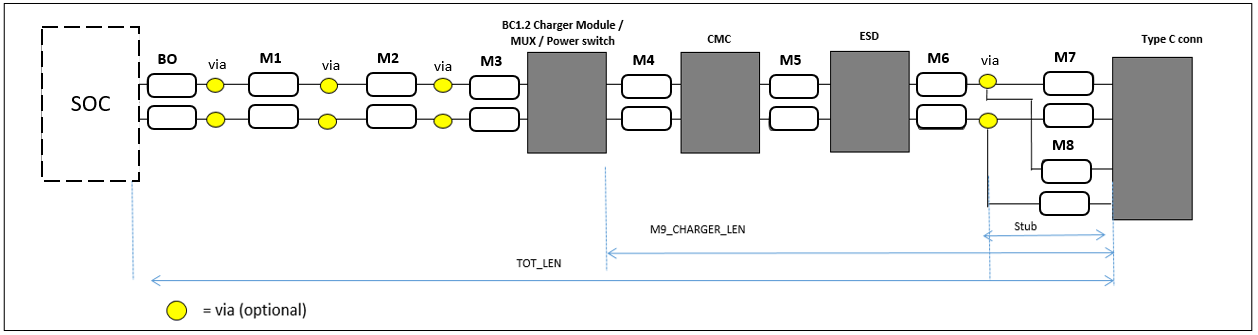 BC1.2 Charger Module /
MUX / Power switch
CMC
ESD
Type C conn
SOC
BO
via
M1
via
M2
via
M3
M4
M5
M6
via
M7
M8
Stub
M9_CHARGER_LEN
TOT_LEN
= via (optional)